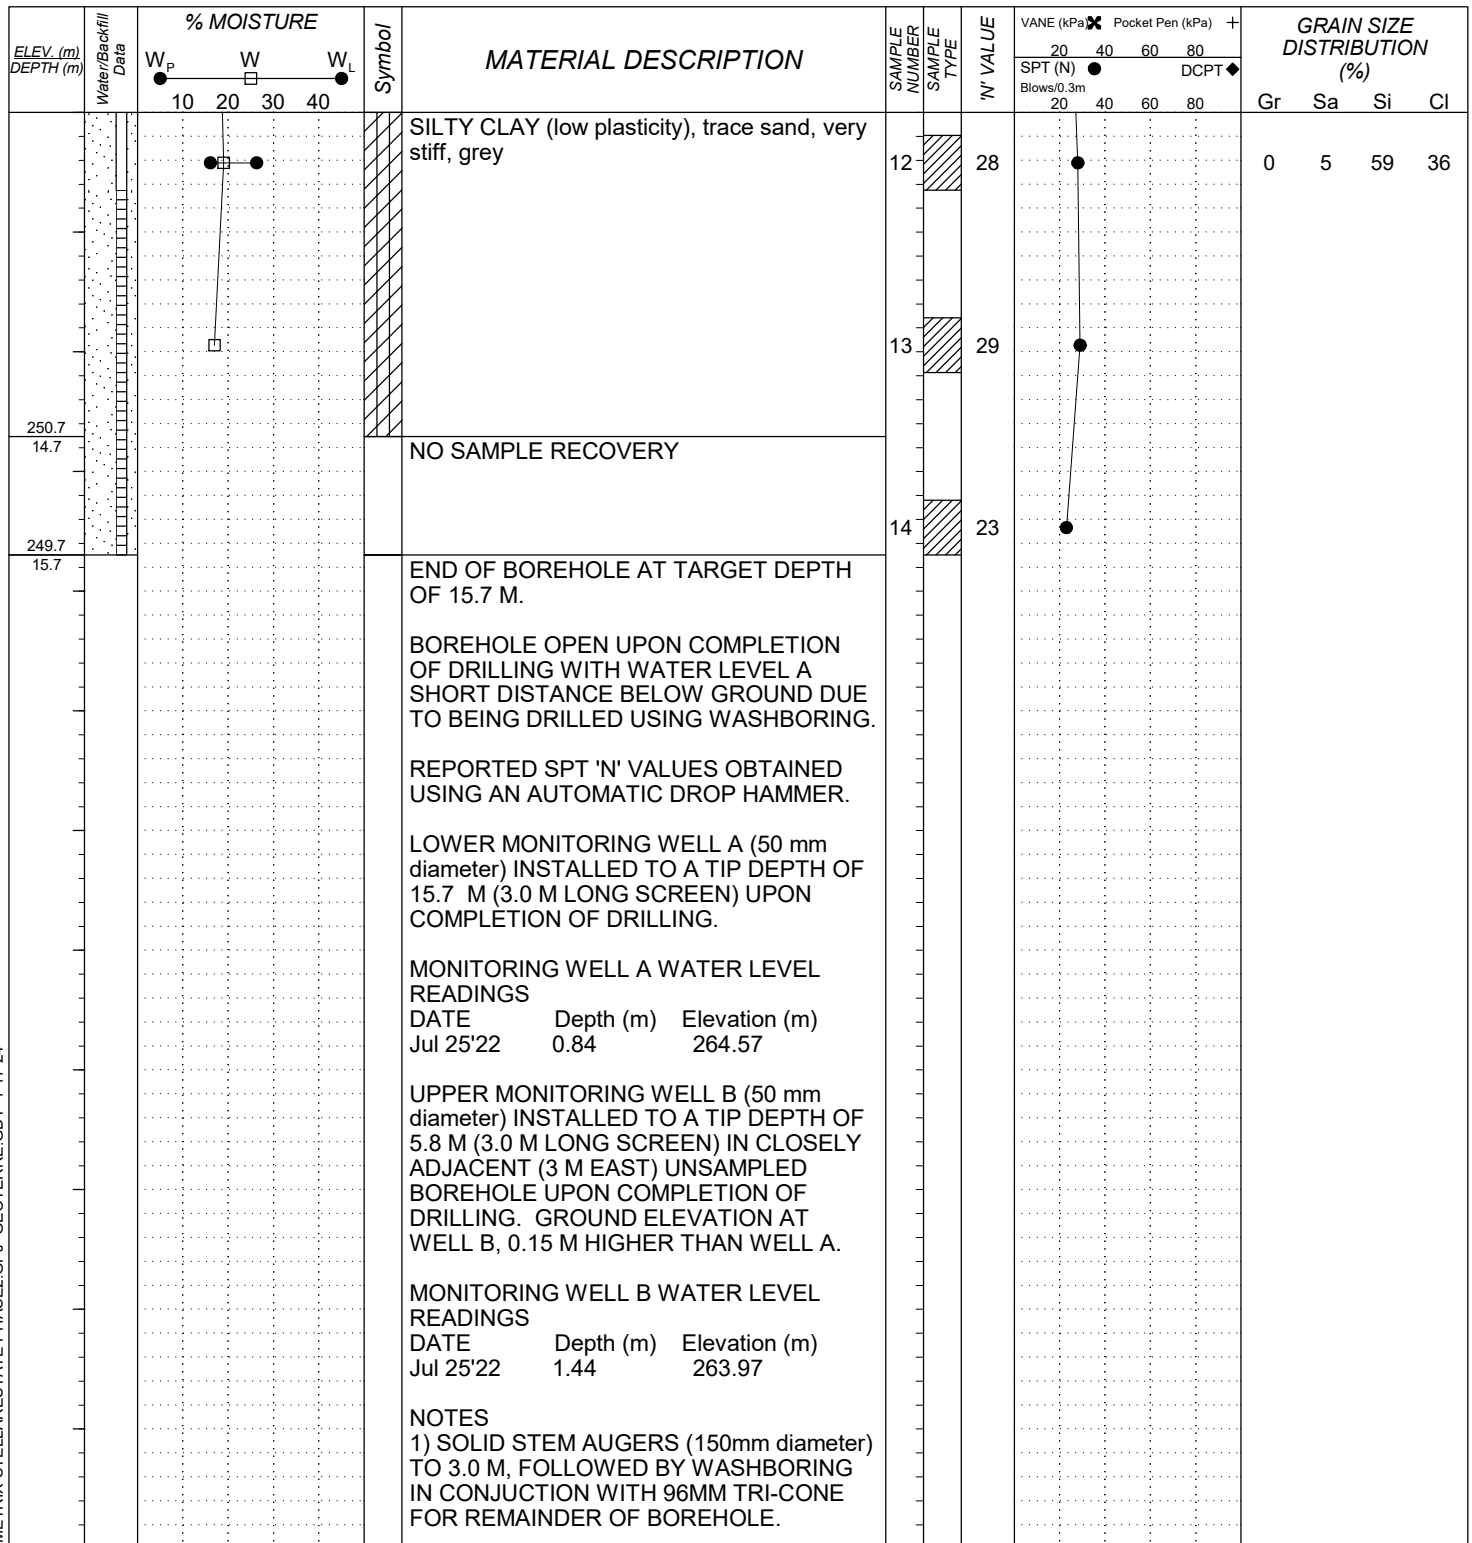 ELEV. (m)
DEPTH (m)
Water/Backfill
Data
% MOISTURE
WP W WL
10 20 30 40
Symbol
MATERIAL DESCRIPTION
SAMPLE
NUMBER
SAMPLE
TYPE
'N' VALUE
VANE (kPa) Pocket Pen (kPa) +
20 40 60 80
SPT (N) DCPT
Blows/0.3m
20 40 60 80
GRAIN SIZE
DISTRIBUTION
(%)
Gr Sa Si Cl
SILTY CLAY (low plasticity), trace sand, very
stiff, grey
12 28 0 5 59 36
13 29
250.7
14.7
NO SAMPLE RECOVERY
14 23
249.7
15.7
END OF BOREHOLE AT TARGET DEPTH
OF 15.7 M.
BOREHOLE OPEN UPON COMPLETION
OF DRILLING WITH WATER LEVEL A
SHORT DISTANCE BELOW GROUND DUE
TO BEING DRILLED USING WASHBORING.
REPORTED SPT 'N' VALUES OBTAINED
USING AN AUTOMATIC DROP HAMMER.
LOWER MONITORING WELL A (50 mm
diameter) INSTALLED TO A TIP DEPTH OF
15.7 M (3.0 M LONG SCREEN) UPON
COMPLETION OF DRILLING.
MONITORING WELL A WATER LEVEL
READINGS
DATE Depth (m) Elevation (m)
Jul 25'22 0.84 264.57
UPPER MONITORING WELL B (50 mm
diameter) INSTALLED TO A TIP DEPTH OF
5.8 M (3.0 M LONG SCREEN) IN CLOSELY
ADJACENT (3 M EAST) UNSAMPLED
BOREHOLE UPON COMPLETION OF
DRILLING. GROUND ELEVATION AT
WELL B, 0.15 M HIGHER THAN WELL A.
MONITORING WELL B WATER LEVEL
READINGS
DATE Depth (m) Elevation (m)
Jul 25'22 1.44 263.97
NOTES
1) SOLID STEM AUGERS (150mm diameter)
TO 3.0 M, FOLLOWED BY WASHBORING
IN CONJUCTION WITH 96MM TRI-CONE
FOR REMAINDER OF BOREHOLE.